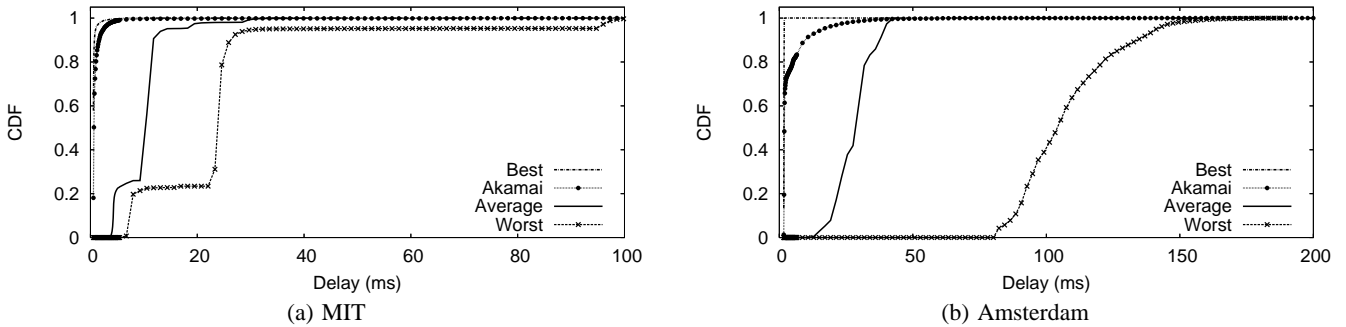 1
0.8
0.6
0.4
0.2
0
CDF
Best
Akamai
Average
Worst
0 20 40 60 80 100
Delay (ms)
(a) MIT
1
0.8
0.6
0.4
0.2
0
CDF
Best
Akamai
Average
Worst
0 50 100 150 200
Delay (ms)
(b) Amsterdam